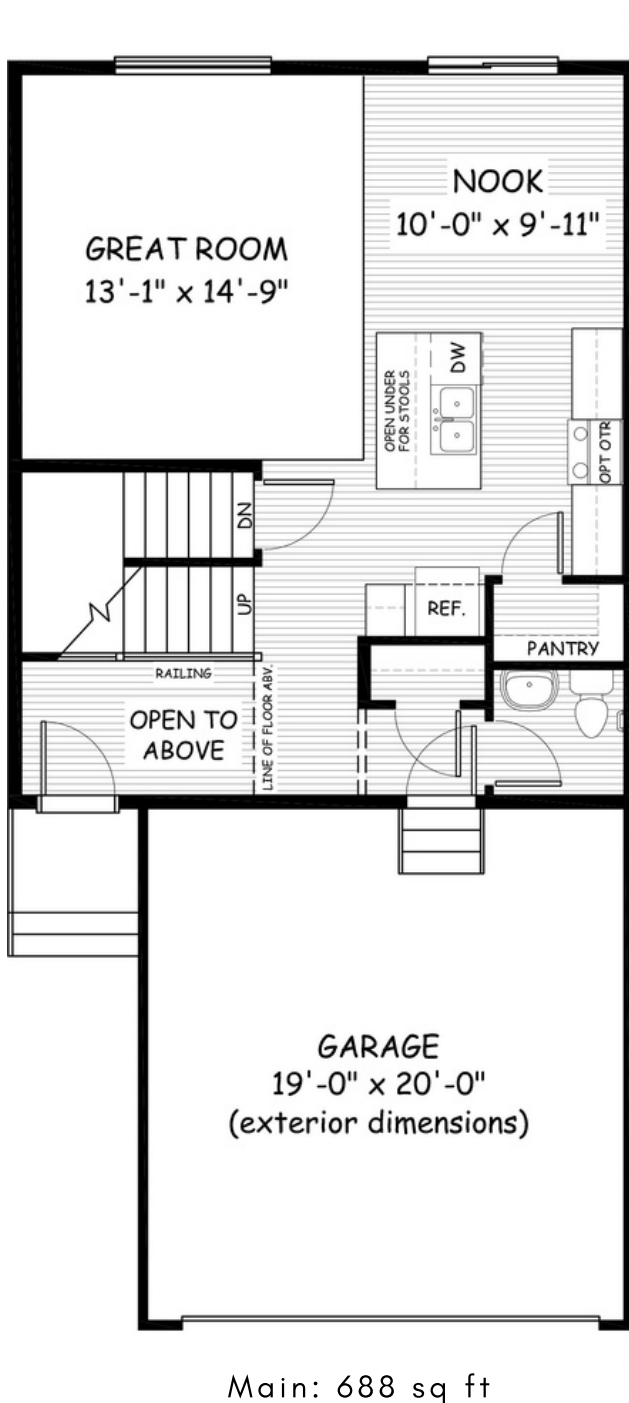 NOOK
10'-0" x 9'-11"
GREAT ROOM
13'-1" x 14'-9"
OPEN UNDER
FOR STOOLS
DW
OPT OTR
DN
UP
REF.
PANTRY
RAILING
OPEN TO
ABOVE
LINE OF FLOOR ABV.
GARAGE
19'-0" x 20'-0"
(exterior dimensions)
Main: 688 sq ft